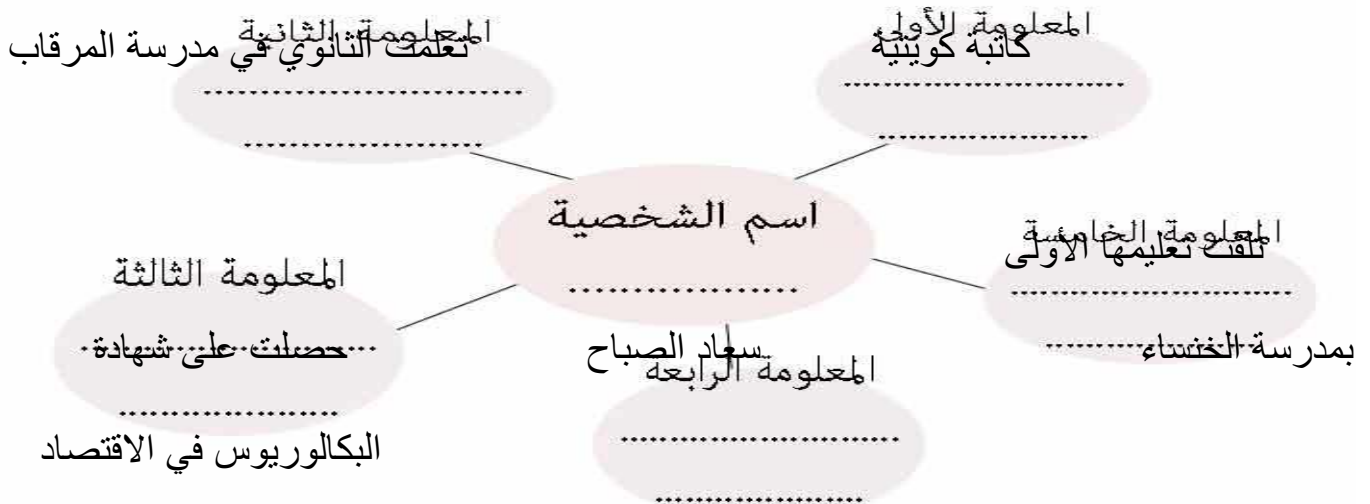 المعلومة الأولى
كاتبة كويتية
............................
.....................
المعلومة الثانية
تعلمت الثانوي في مدرسة المرقاب
................................
........................
اسم الشخصية
..................
سعاد الصباح
المعلومة الخامسة
تلقت تعليمها الأولى
............................
بمدرسة الخنساء
المعلومة الثالثة
حصلت على شهادة
......................
البكالوريوس في الاقتصاد
المعلومة الرابعة
............................
.....................